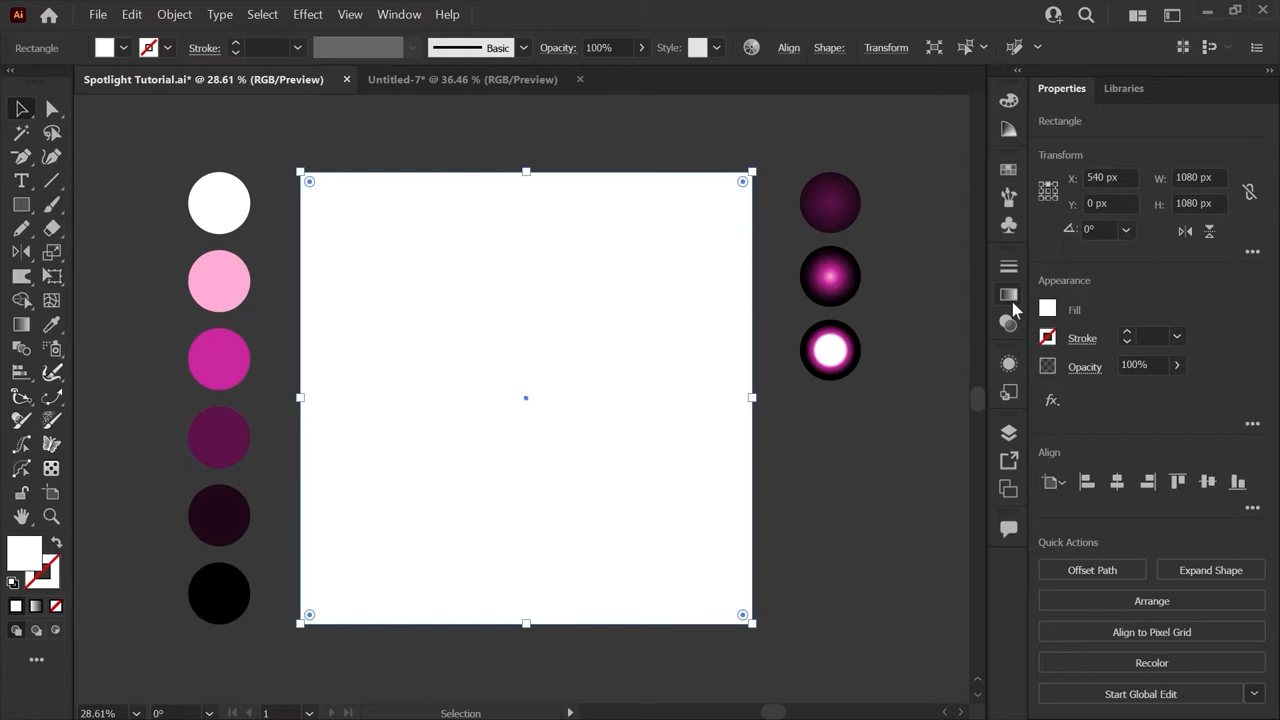 Ai File Edit Object Type Select Effect View Window Help
Rectangle Stroke: Basic Opacity: 100% Style: Align Shape: Transform
Spotlight Tutorial.ai* @ 28.61 % (RGB/Preview) × Untitled-7* @ 36.46 % (RGB/Preview) ×
Properties Libraries
Rectangle
Transform
X: 540 px W: 1080 px
Y: 0 px H: 1080 px
0°
Appearance
Fill
Stroke
Opacity 100%
fx.
Align
Quick Actions
Offset Path Expand Shape
Arrange
Align to Pixel Grid
Recolor
Start Global Edit
28.61% 0° 1 Selection